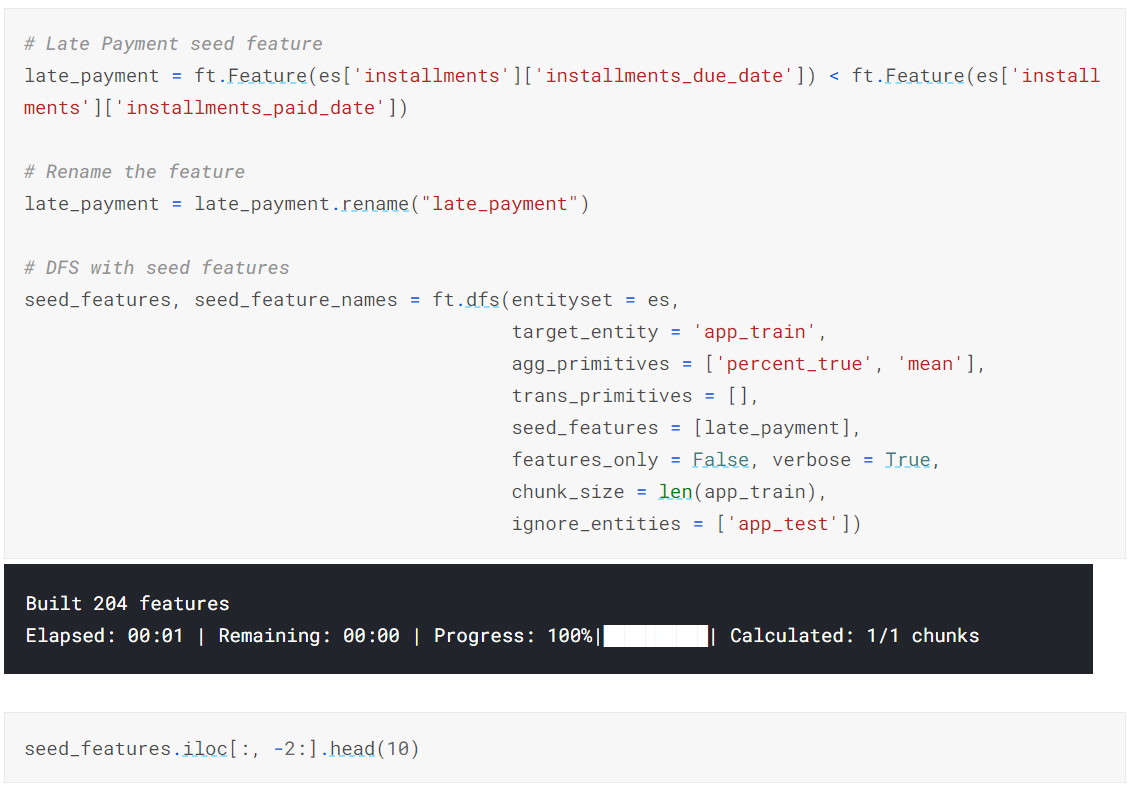 # Late Payment seed feature
late_payment = ft.Feature(es['installments']['installments_due_date']) < ft.Feature(es['install
ments']['installments_paid_date'])
# Rename the feature
late_payment = late_payment.rename("late_payment")
# DFS with seed features
seed_features, seed_feature_names = ft.dfs(entityset = es,
target_entity = 'app_train',
agg_primitives = ['percent_true', 'mean'],
trans_primitives = [],
seed_features = [late_payment],
features_only = False, verbose = True,
chunk_size = len(app_train),
ignore_entities = ['app_test'])
Built 204 features
Elapsed: 00:01 | Remaining: 00:00 | Progress: 100%|██████████| Calculated: 1/1 chunks
seed_features.iloc[:, -2:].head(10)